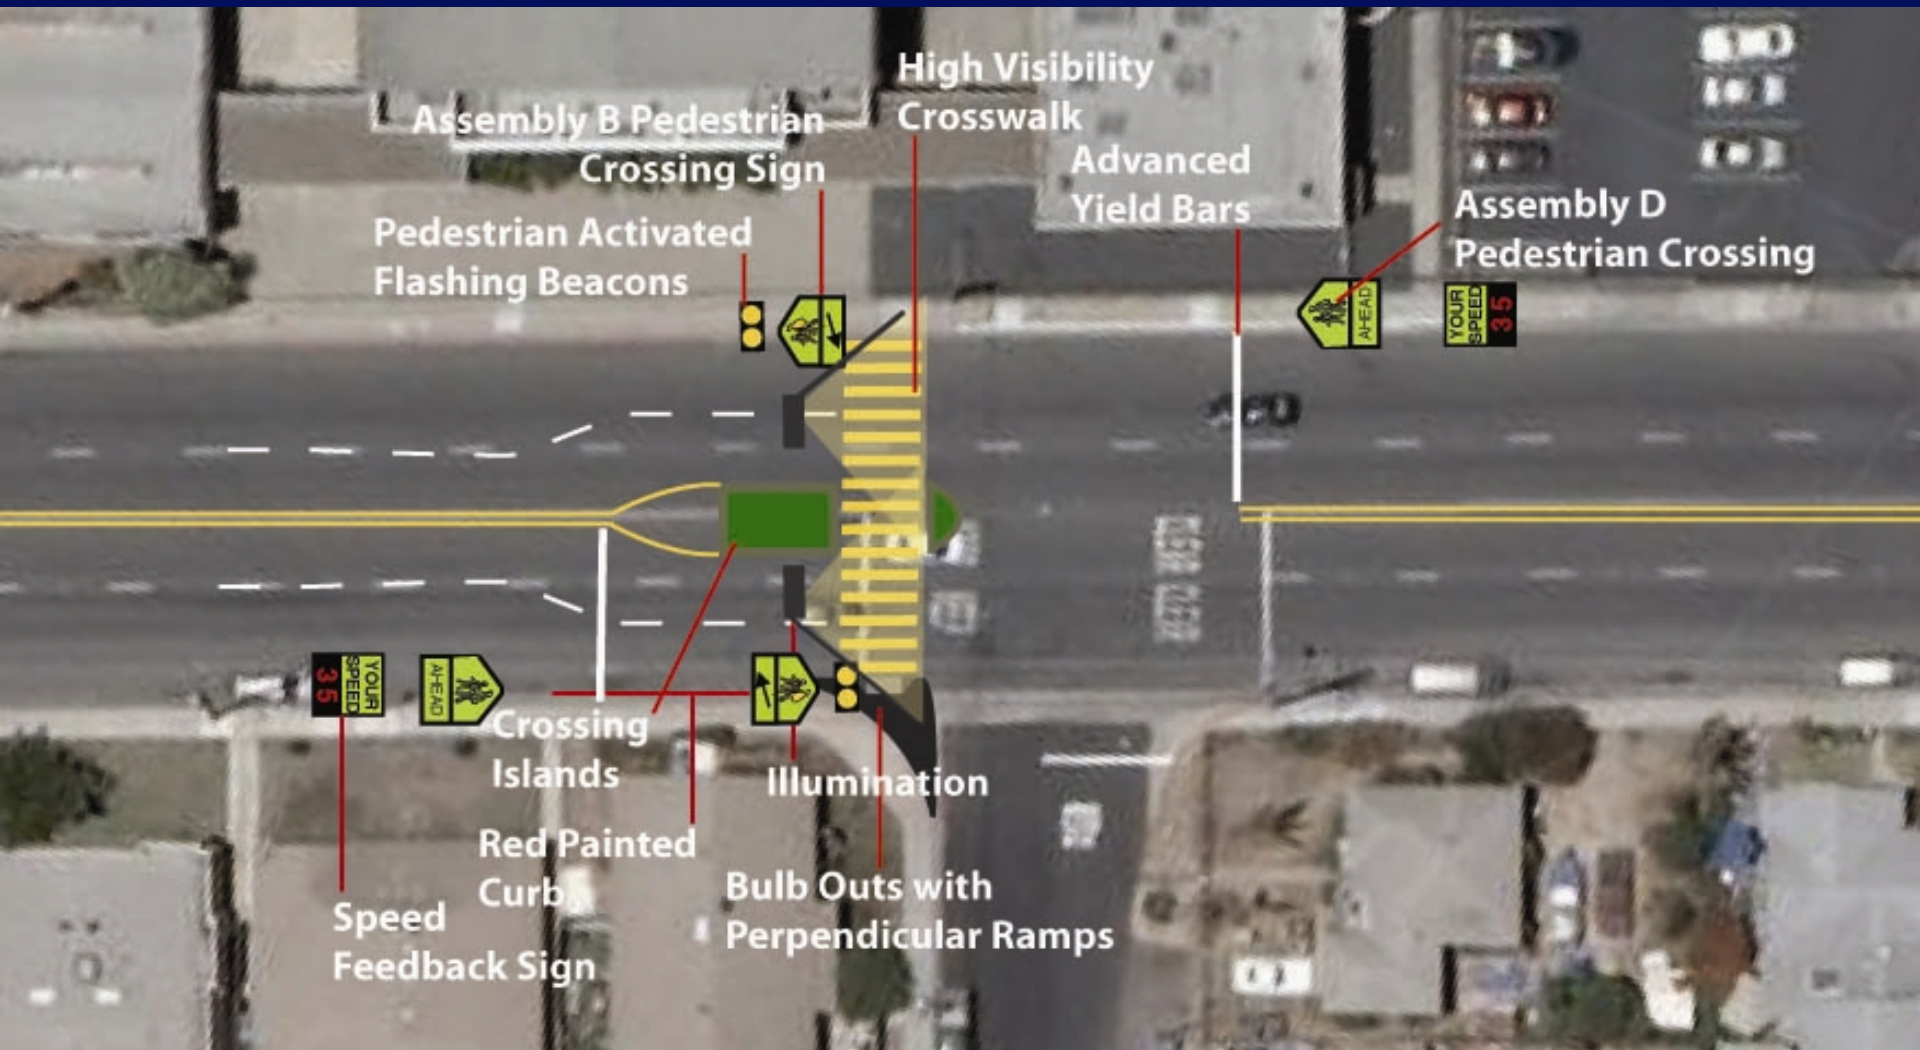 High Visibility
Crosswalk
Assembly B Pedestrian
Crossing Sign
Advanced
Yield Bars
Assembly D
Pedestrian Crossing
Pedestrian Activated
Flashing Beacons
AHEAD
YOUR
SPEED
35
YOUR
SPEED
35
AHEAD
Crossing
Islands
Illumination
Red Painted
Curb
Bulb Outs with
Perpendicular Ramps
Speed
Feedback Sign